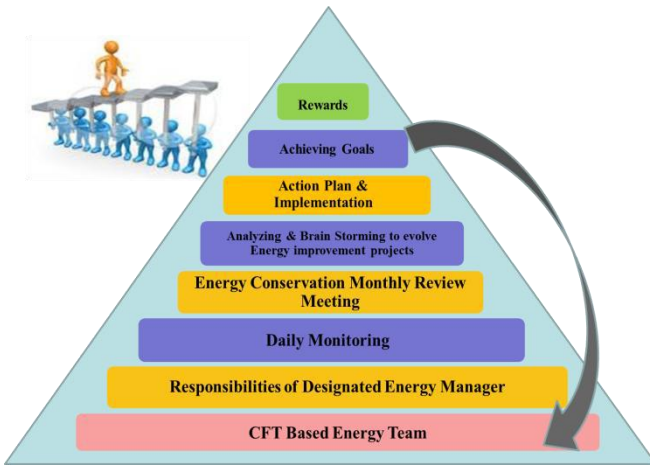 Rewards
Achieving Goals
Action Plan &
Implementation
Analyzing & Brain Storming to evolve
Energy improvement projects
Energy Conservation Monthly Review
Meeting
Daily Monitoring
Responsibilities of Designated Energy Manager
CFT Based Energy Team